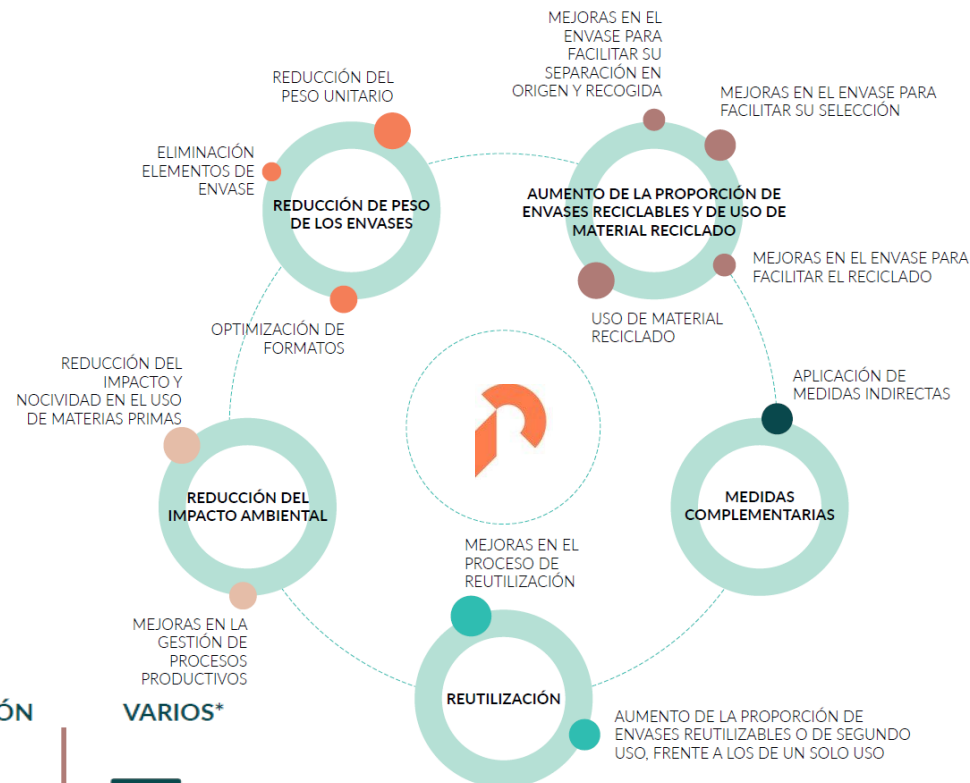 MEJORAS EN EL
ENVASE PARA
FACILITAR SU
SEPARACIÓN EN
ORIGEN Y RECOGIDA
MEJORAS EN EL ENVASE PARA
FACILITAR SU SELECCIÓN
REDUCCIÓN DEL
PESO UNITARIO
ELIMINACIÓN
ELEMENTOS DE
ENVASE
REDUCCIÓN DE PESO
DE LOS ENVASES
AUMENTO DE LA PROPORCIÓN DE
ENVASES RECICLABLES Y DE USO DE
MATERIAL RECICLADO
MEJORAS EN EL ENVASE PARA
FACILITAR EL RECICLADO
USO DE MATERIAL
RECICLADO
OPTIMIZACIÓN DE
FORMATOS
REDUCCIÓN DEL
IMPACTO Y
NOCIVIDAD EN EL USO
DE MATERIAS PRIMAS
APLICACIÓN DE
MEDIDAS INDIRECTAS
REDUCCIÓN DEL
IMPACTO AMBIENTAL
MEDIDAS
COMPLEMENTARIAS
MEJORAS EN EL
PROCESO DE
REUTILIZACIÓN
MEJORAS EN LA
GESTIÓN DE
PROCESOS
PRODUCTIVOS
REUTILIZACIÓN
AUMENTO DE LA PROPORCIÓN DE
ENVASES REUTILIZABLES O DE SEGUNDO
USO, FRENTE A LOS DE UN SOLO USO
ÓN
VARIOS*